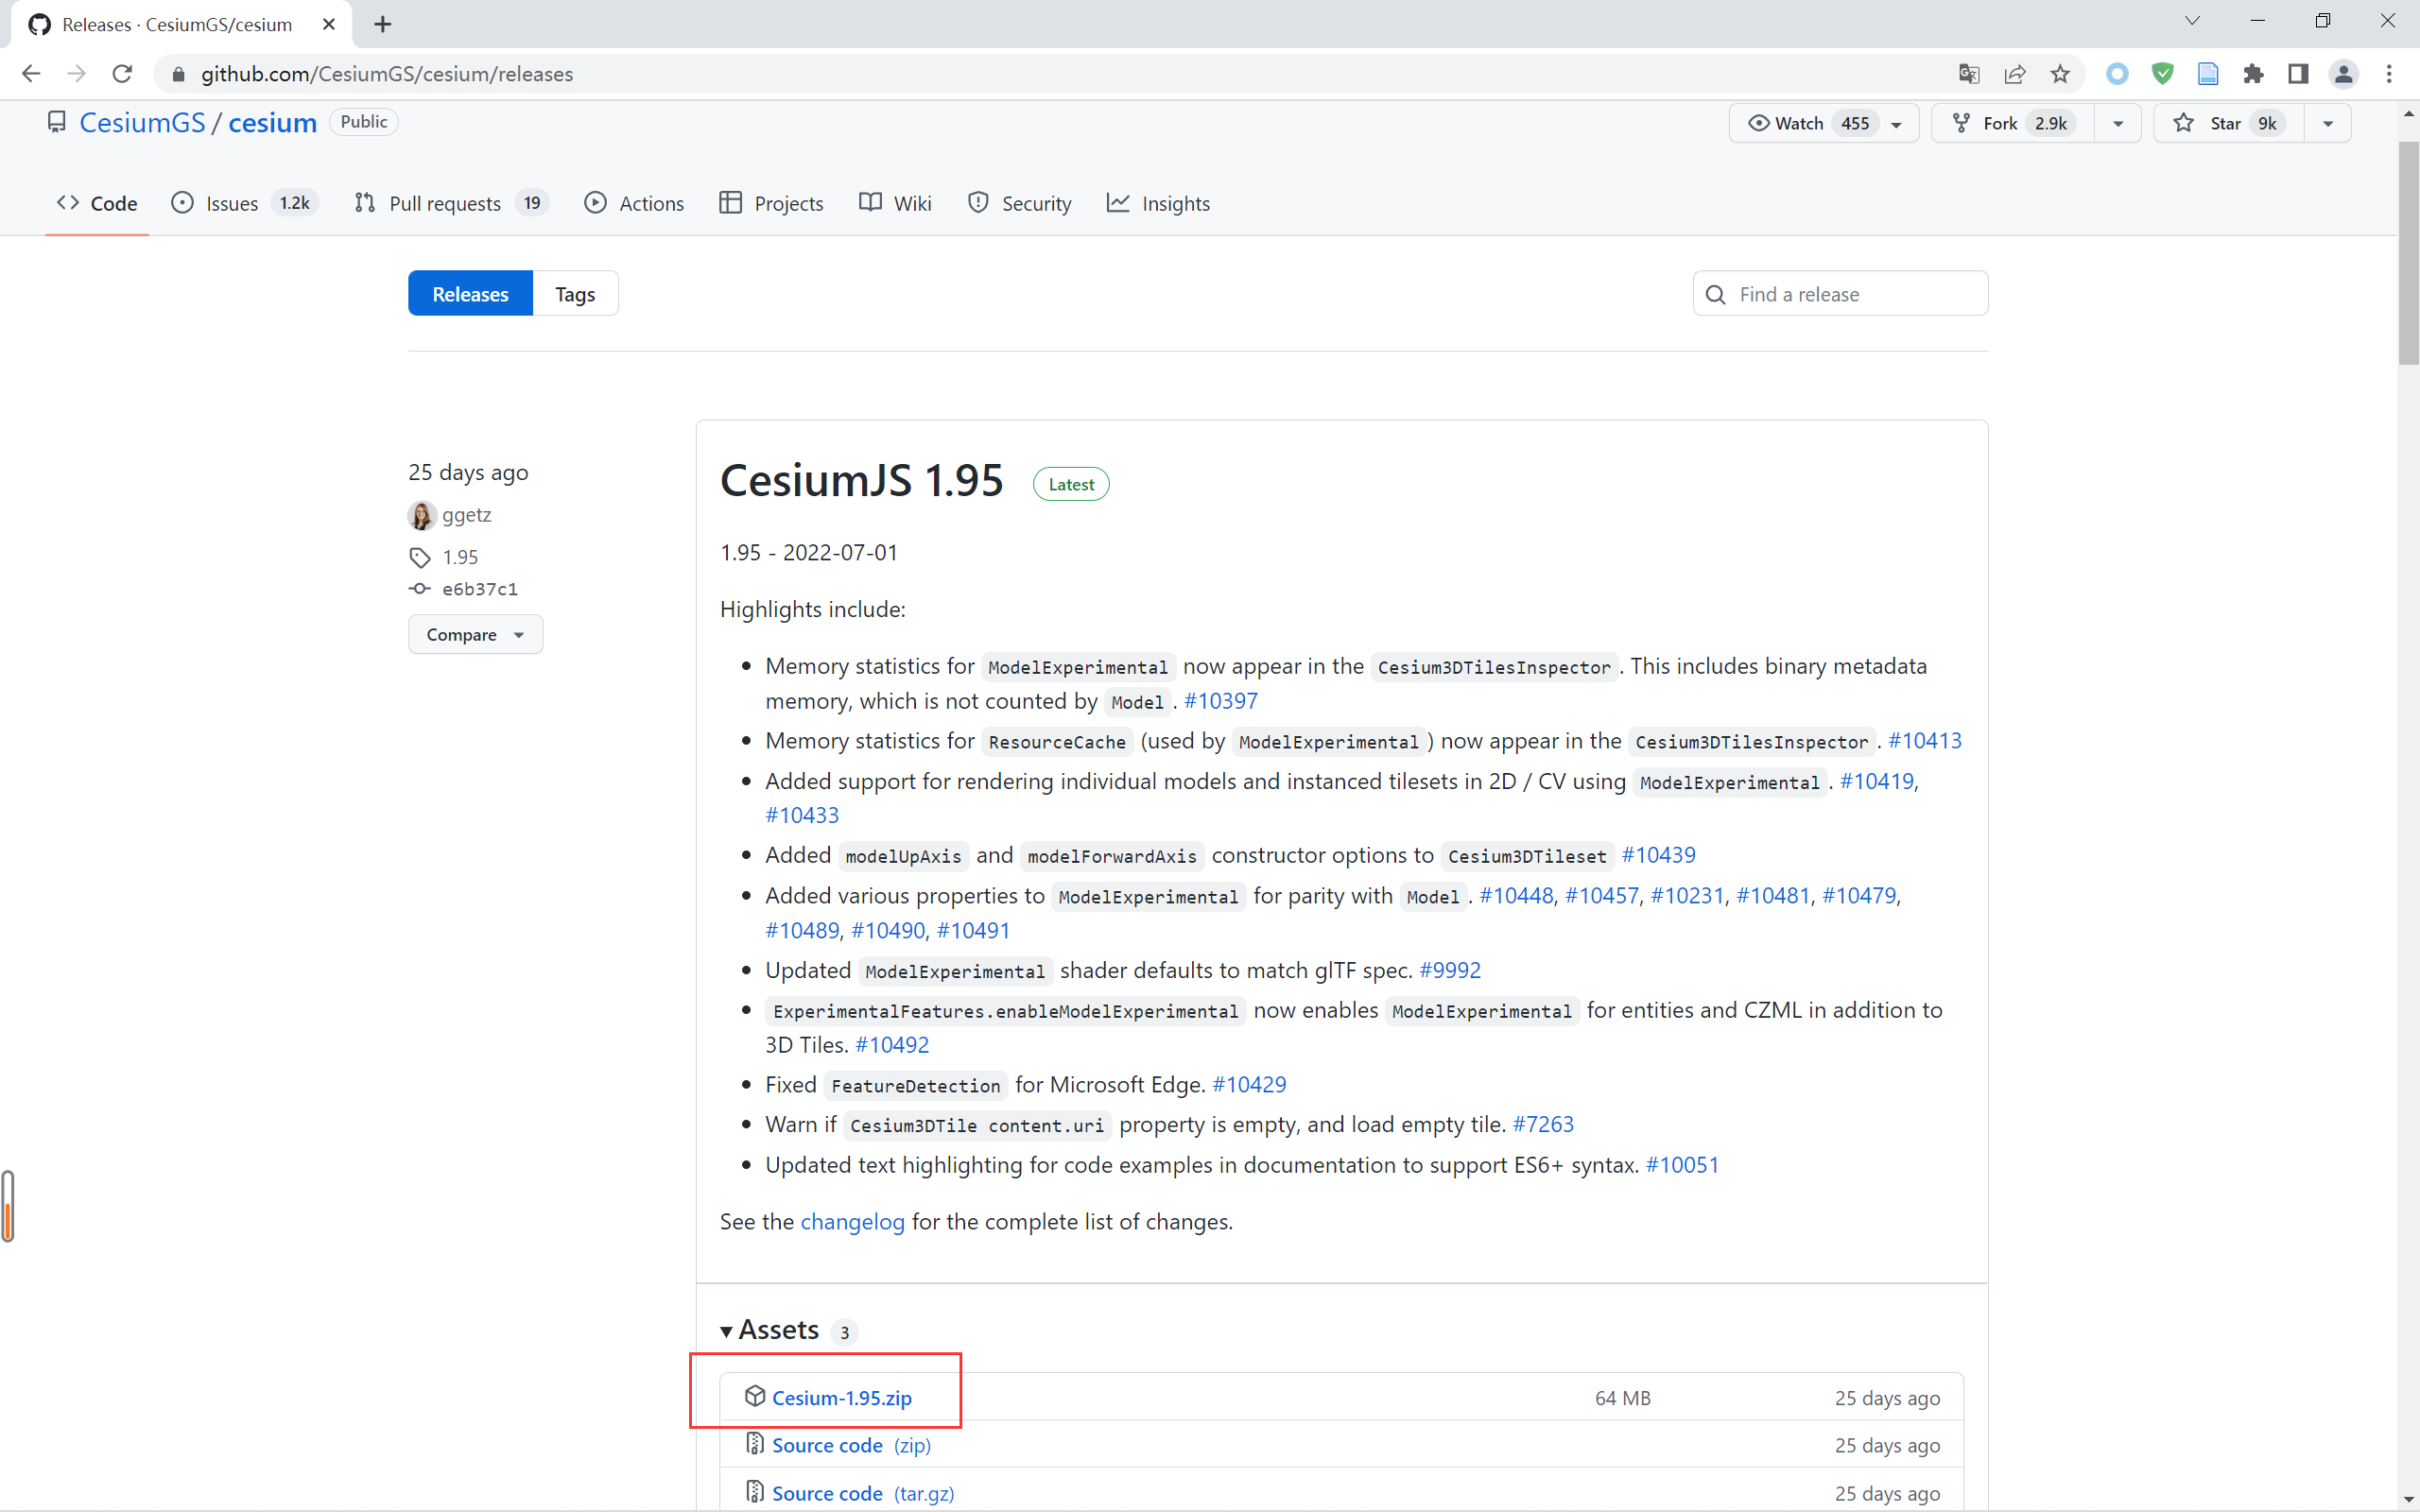 Releases · CesiumGS/cesium
github.com/CesiumGS/cesium/releases
CesiumGS / cesium Public
Watch 455 Fork 2.9k Star 9k
Code Issues 1.2k Pull requests 19 Actions Projects Wiki Security Insights
Releases Tags
Find a release
25 days ago
ggetz
1.95
e6b37c1
Compare
CesiumJS 1.95 Latest
1.95 - 2022-07-01
Highlights include:
Memory statistics for ModelExperimental now appear in the Cesium3DTilesInspector. This includes binary metadata
memory, which is not counted by Model. #10397
Memory statistics for ResourceCache (used by ModelExperimental) now appear in the Cesium3DTilesInspector. #10413
Added support for rendering individual models and instanced tilesets in 2D / CV using ModelExperimental. #10419,
#10433
Added modelUpAxis and modelForwardAxis constructor options to Cesium3DTileset #10439
Added various properties to ModelExperimental for parity with Model. #10448, #10457, #10231, #10481, #10479,
#10489, #10490, #10491
Updated ModelExperimental shader defaults to match glTF spec. #9992
ExperimentalFeatures.enableModelExperimental now enables ModelExperimental for entities and CZML in addition to
3D Tiles. #10492
Fixed FeatureDetection for Microsoft Edge. #10429
Warn if Cesium3DTile content.uri property is empty, and load empty tile. #7263
Updated text highlighting for code examples in documentation to support ES6+ syntax. #10051
See the changelog for the complete list of changes.
Assets 3
Cesium-1.95.zip 64 MB 25 days ago
Source code (zip) 25 days ago
Source code (tar.gz) 25 days ago